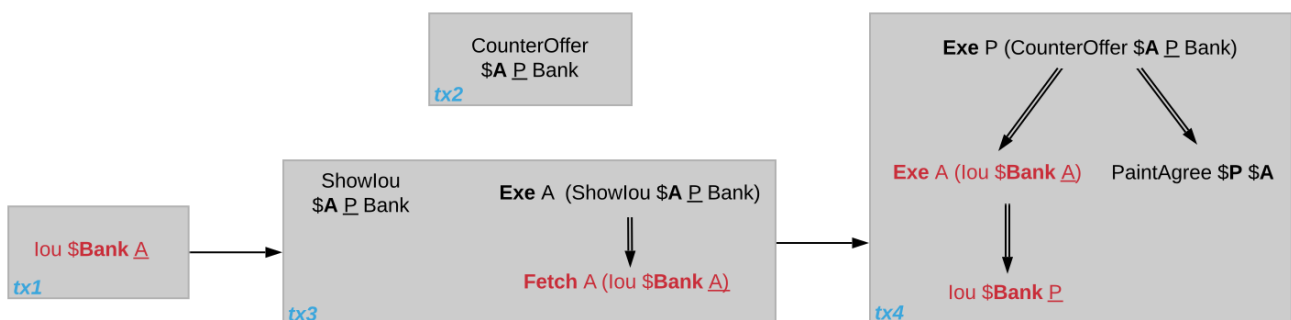 Iou $Bank A
tx1
CounterOffer
$A P Bank
tx2
ShowIou
$A P Bank
Exe A (ShowIou $A P Bank)
Fetch A (Iou $Bank A)
tx3
Exe P (CounterOffer $A P Bank)
Exe A (Iou $Bank A)
PaintAgree $P $A
Iou $Bank P
tx4